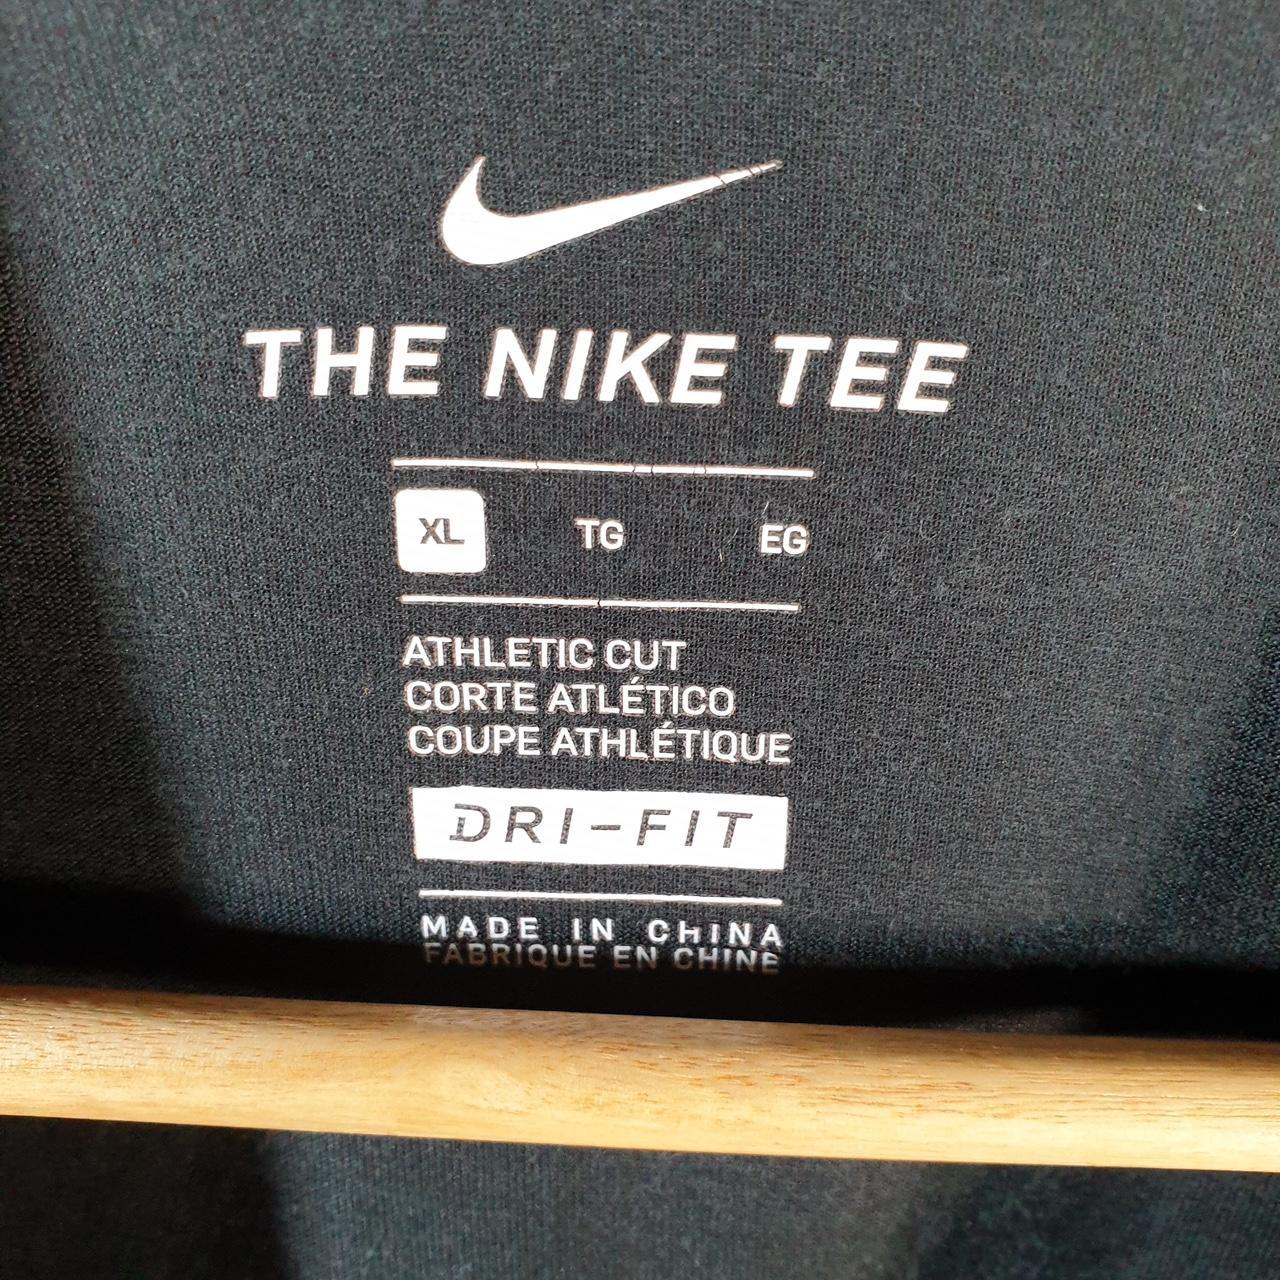 THE NIKE TEE
XL TG EG
ATHLETIC CUT
CORTE ATLÉTICO
COUPE ATHLÉTIQUE
DRI-FIT
MADE IN CHINA
FABRIQUE EN CHINE